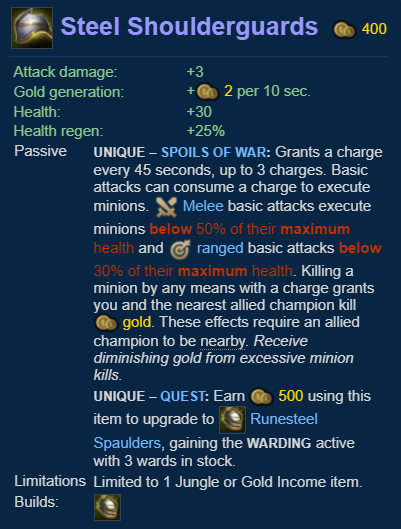 Steel Shoulderguards 400
Attack damage: +3
Gold generation: + 2 per 10 sec.
Health: +30
Health regen: +25%
Passive UNIQUE – SPOILS OF WAR: Grants a charge
every 45 seconds, up to 3 charges. Basic
attacks can consume a charge to execute
minions. Melee basic attacks execute
minions below 50% of their maximum
health and ranged basic attacks below
30% of their maximum health. Killing a
minion by any means with a charge grants
you and the nearest allied champion kill
gold. These effects require an allied
champion to be nearby. Receive
diminishing gold from excessive minion
kills.
UNIQUE – QUEST: Earn 500 using this
item to upgrade to Runesteel
Spaulders, gaining the WARDING active
with 3 wards in stock.
Limitations Limited to 1 Jungle or Gold Income item.
Builds: